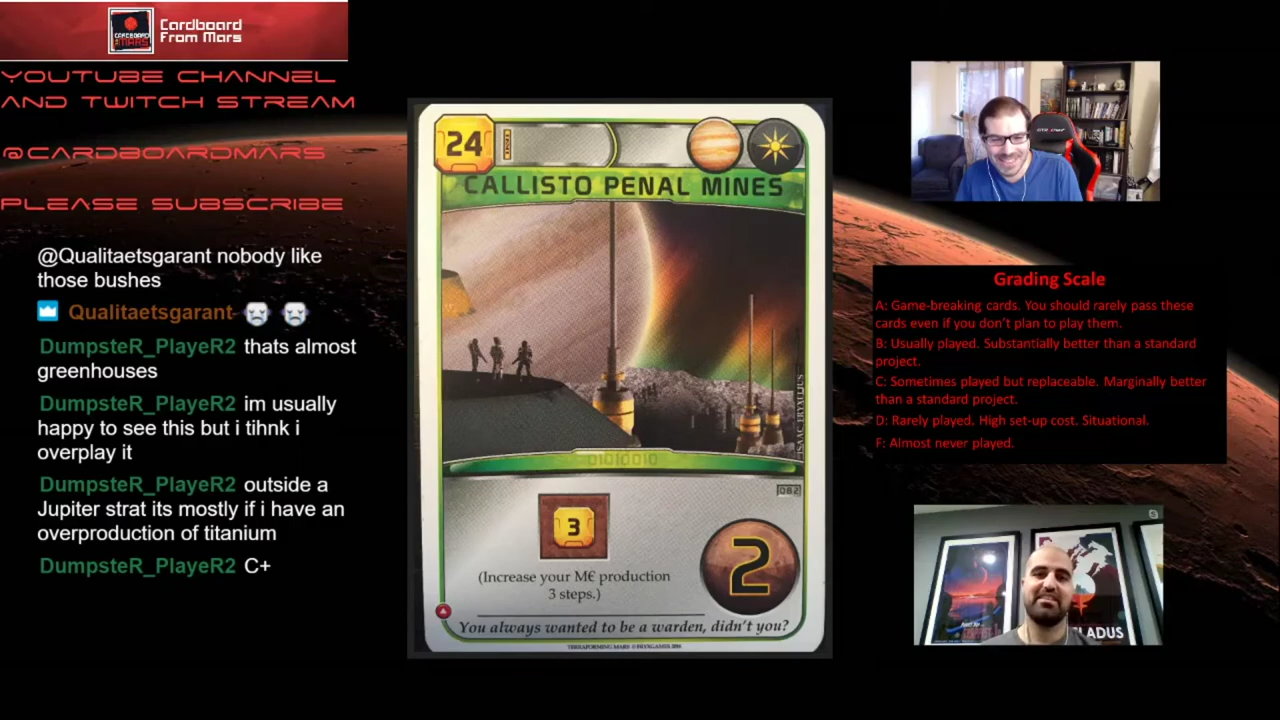 Cardboard
From Mars
YOUTUBE CHANNEL
AND TWITCH STREAM
@CARDBOARDMARS
PLEASE SUBSCRIBE
@Qualitaetsgarant nobody like
those bushes
Qualitaetsgarant
DumpsteR_PlayeR2 thats almost
greenhouses
DumpsteR_PlayeR2 im usually
happy to see this but i tihnk i
overplay it
DumpsteR_PlayeR2 outside a
Jupiter strat its mostly if i have an
overproduction of titanium
DumpsteR_PlayeR2 C+
24
CALLISTO PENAL MINES
ISAAC FRYXELIUS
01010010
082
3
2
(Increase your M€ production
3 steps.)
You always wanted to be a warden, didn't you?
Grading Scale
A: Game-breaking cards. You should rarely pass these
cards even if you don't plan to play them.
B: Usually played. Substantially better than a standard
project.
C: Sometimes played but replaceable. Marginally better
than a standard project.
D: Rarely played. High set-up cost. Situational.
F: Almost never played.